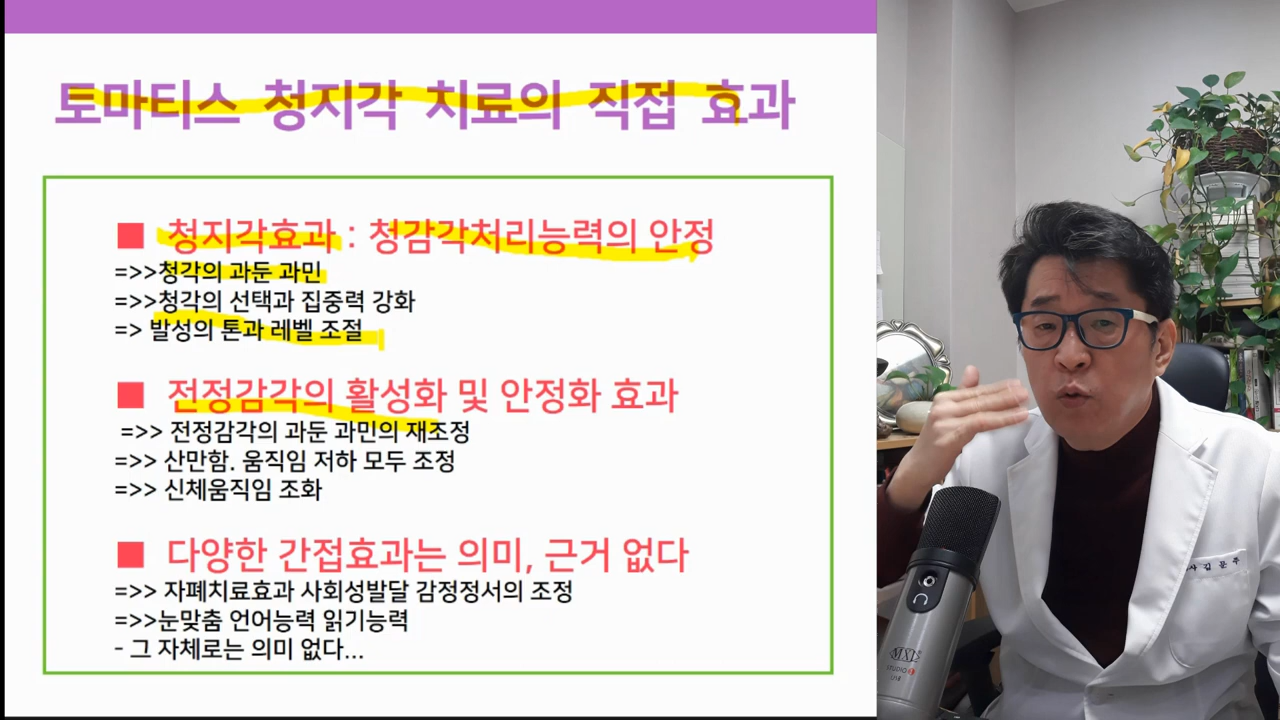 토마티스 청지각 치료의 직접 효과
■ 청지각효과 : 청감각처리능력의 안정
=>>청각의 과둔 과민
=>>청각의 선택과 집중력 강화
=> 발성의 톤과 레벨 조절
■ 전정감각의 활성화 및 안정화 효과
=>> 전정감각의 과둔 과민의 재조정
=>> 산만함. 움직임 저하 모두 조정
=>> 신체움직임 조화
■ 다양한 간접효과는 의미, 근거 없다
=>> 자폐치료효과 사회성발달 감정정서의 조정
=>>눈맞춤 언어능력 읽기능력
- 그 자체로는 의미 없다...
사 김문주
MXL
STUDIO